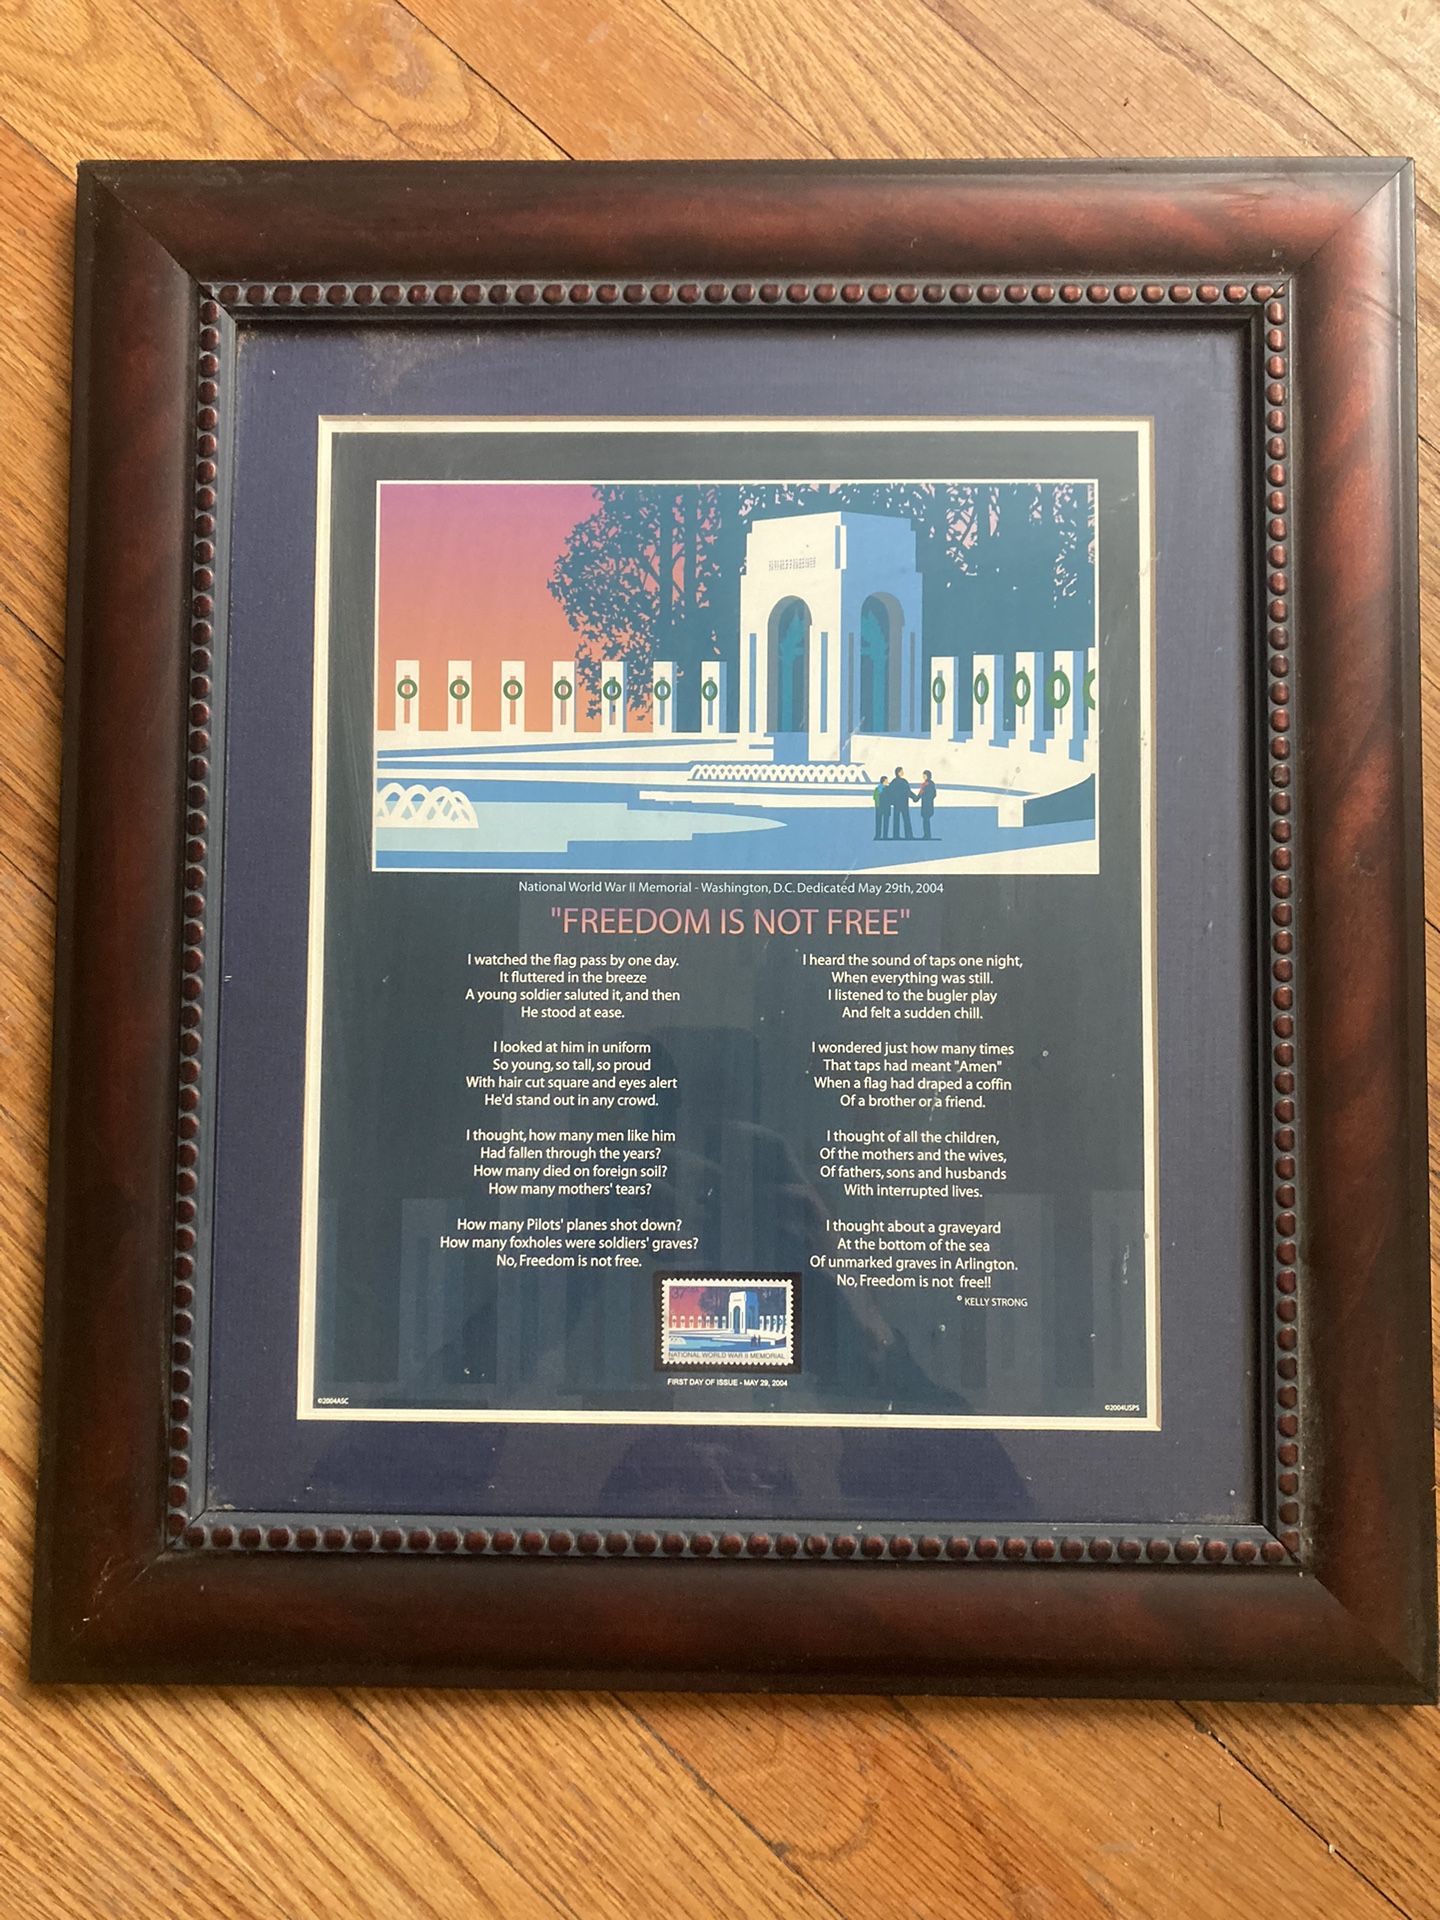 National World War II Memorial - Washington, D.C. Dedicated May 29th, 2004
"FREEDOM IS NOT FREE"
I watched the flag pass by one day.
It fluttered in the breeze
A young soldier saluted it, and then
He stood at ease.
I looked at him in uniform
So young, so tall, so proud
With hair cut square and eyes alert
He'd stand out in any crowd.
I thought, how many men like him
Had fallen through the years?
How many died on foreign soil?
How many mothers' tears?
How many Pilots' planes shot down?
How many foxholes were soldiers' graves?
No, Freedom is not free.
I heard the sound of taps one night,
When everything was still.
I listened to the bugler play
And felt a sudden chill.
I wondered just how many times
That taps had meant "Amen"
When a flag had draped a coffin
Of a brother or a friend.
I thought of all the children,
Of the mothers and the wives,
Of fathers, sons and husbands
With interrupted lives.
I thought about a graveyard
At the bottom of the sea
Of unmarked graves in Arlington.
No, Freedom is not free!!
© KELLY STRONG
37
NATIONAL WORLD WAR II MEMORIAL
FIRST DAY OF ISSUE - MAY 29, 2004
©2004ASC
©2004USPS